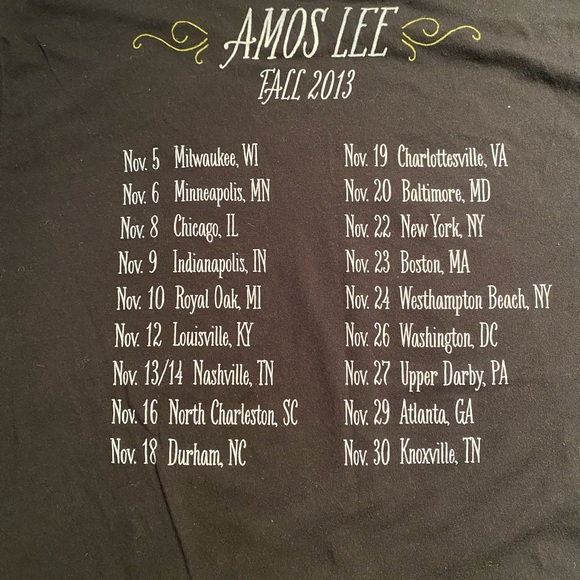 AMOS LEE
FALL 2013
Nov. 5 Milwaukee, WI
Nov. 6 Minneapolis, MN
Nov. 8 Chicago, IL
Nov. 9 Indianapolis, IN
Nov. 10 Royal Oak, MI
Nov. 12 Louisville, KY
Nov. 13/14 Nashville, TN
Nov. 16 North Charleston, SC
Nov. 18 Durham, NC
Nov. 19 Charlottesville, VA
Nov. 20 Baltimore, MD
Nov. 22 New York, NY
Nov. 23 Boston, MA
Nov. 24 Westhampton Beach, NY
Nov. 26 Washington, DC
Nov. 27 Upper Darby, PA
Nov. 29 Atlanta, GA
Nov. 30 Knoxville, TN